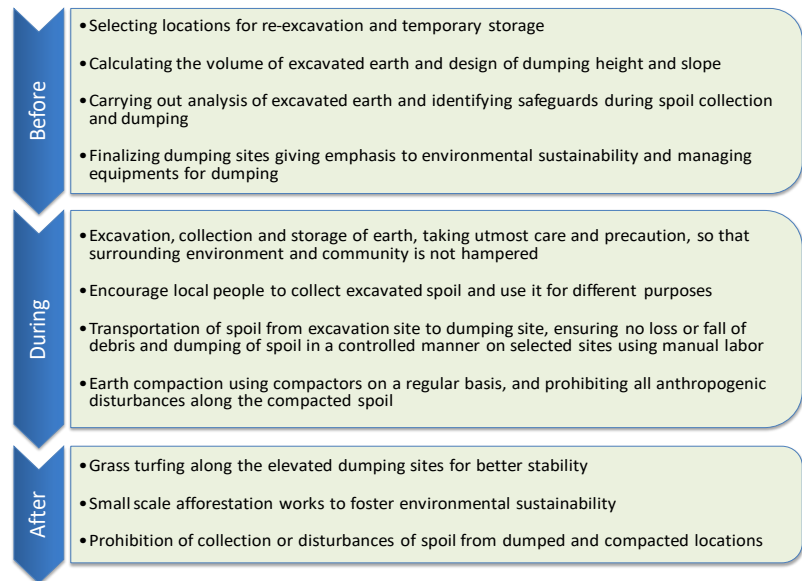 Before
•Selecting locations for re-excavation and temporary storage
•Calculating the volume of excavated earth and design of dumping height and slope
•Carrying out analysis of excavated earth and identifying safeguards during spoil collection
and dumping
•Finalizing dumping sites giving emphasis to environmental sustainability and managing
equipments for dumping
During
•Excavation, collection and storage of earth, taking utmost care and precaution, so that
surrounding environment and community is not hampered
•Encourage local people to collect excavated spoil and use it for different purposes
•Transportation of spoil from excavation site to dumping site, ensuring no loss or fall of
debris and dumping of spoil in a controlled manner on selected sites using manual labor
•Earth compaction using compactors on a regular basis, and prohibiting all anthropogenic
disturbances along the compacted spoil
After
•Grass turfing along the elevated dumping sites for better stability
•Small scale afforestation works to foster environmental sustainability
•Prohibition of collection or disturbances of spoil from dumped and compacted locations